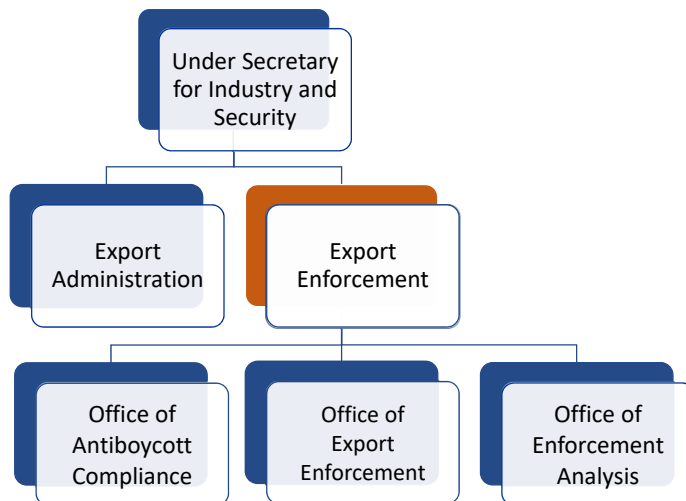 Under Secretary
for Industry and
Security
Export
Administration
Export
Enforcement
Office of
Antiboycott
Compliance
Office of
Export
Enforcement
Office of
Enforcement
Analysis